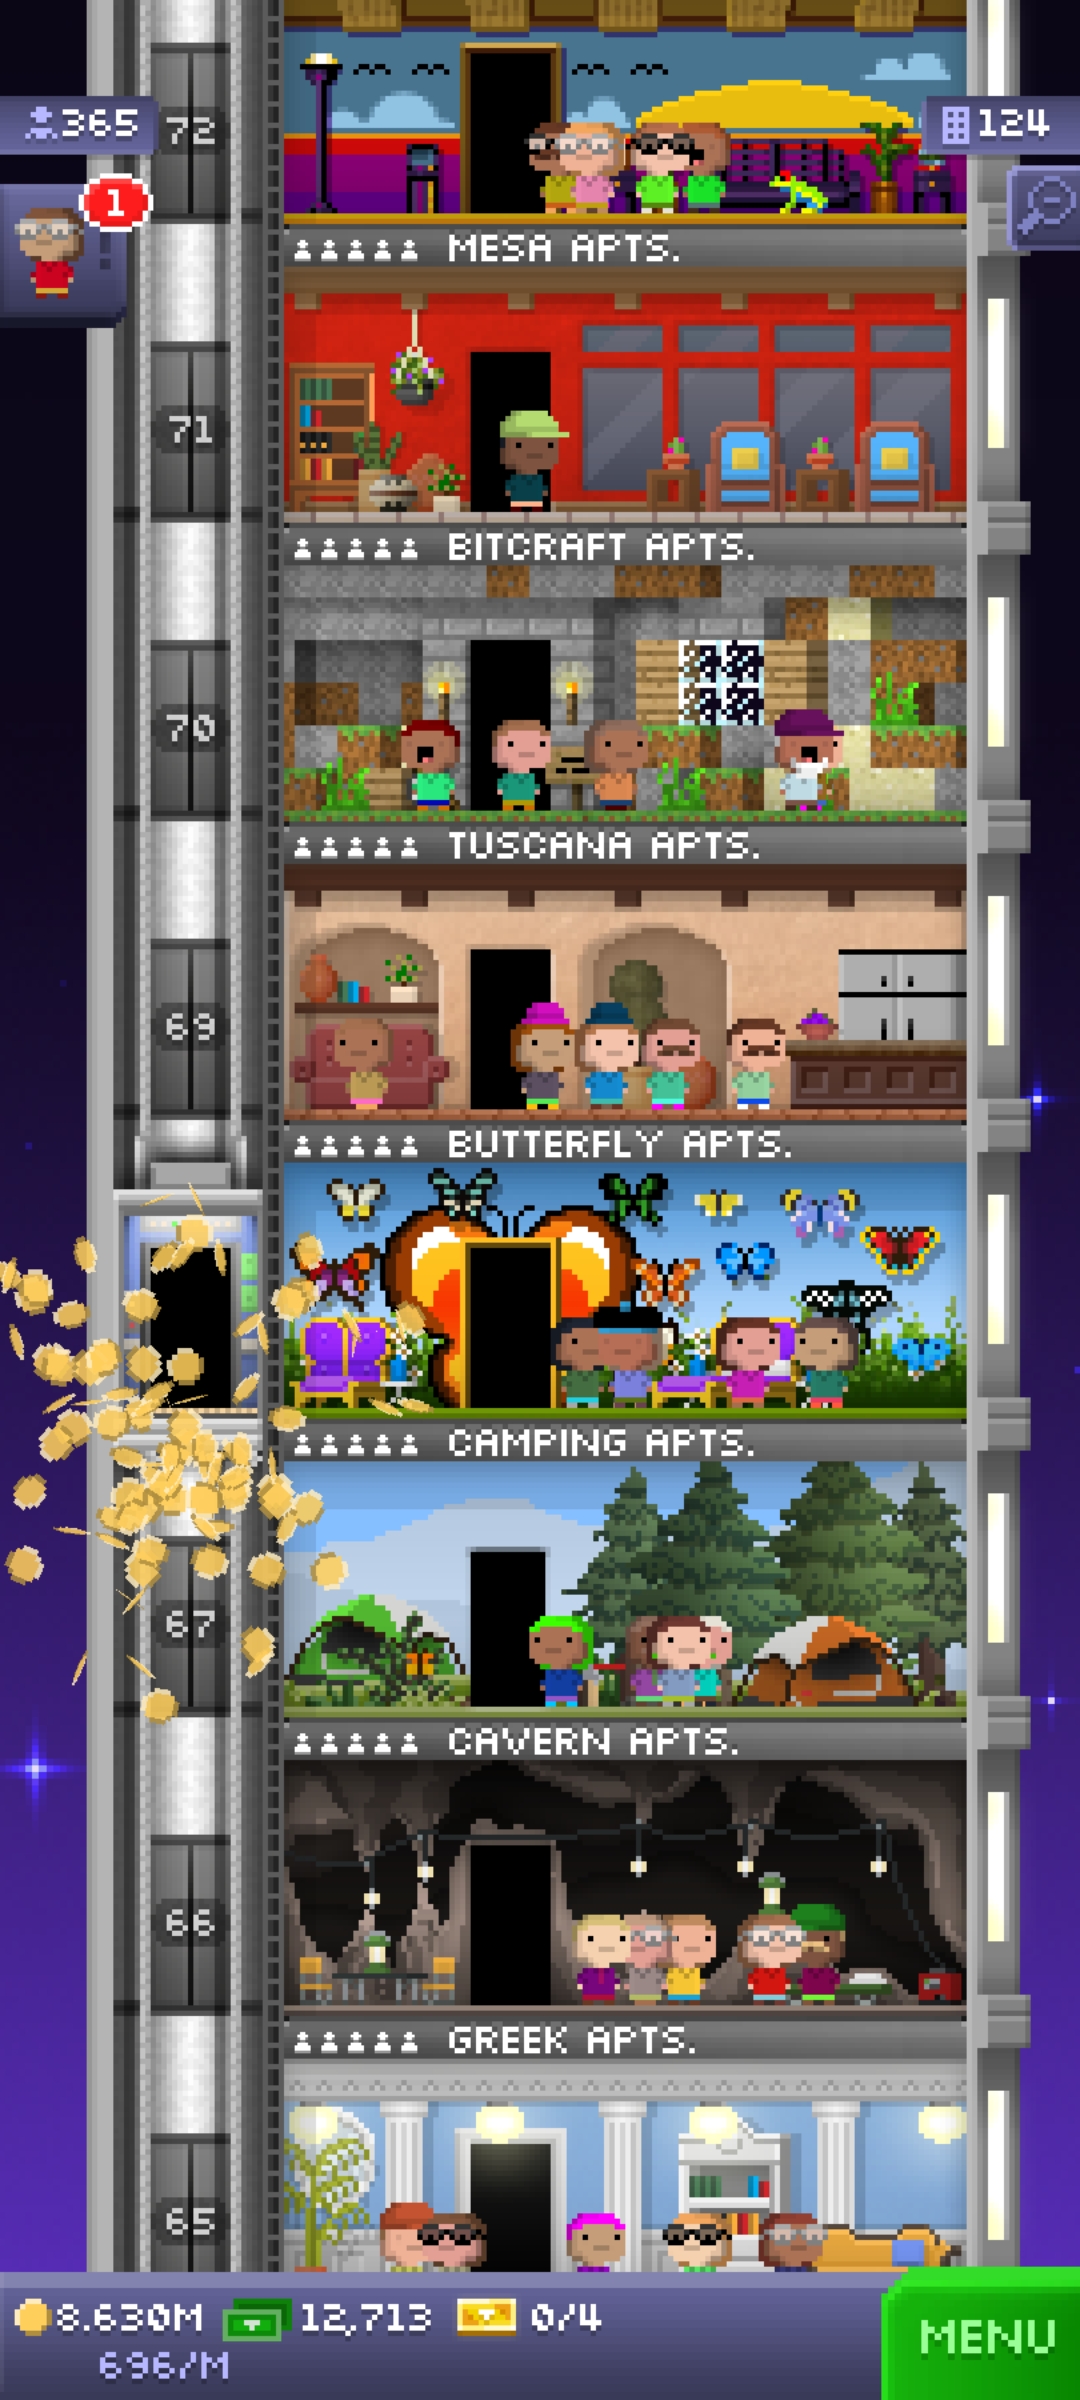 365
72
124
1
MESA APTS.
71
BITCRAFT APTS.
70
TUSCANA APTS.
69
BUTTERFLY APTS.
CAMPING APTS.
67
CAVERN APTS.
66
GREEK APTS.
65
8.630M 12,713 0/4
696/M
MENU